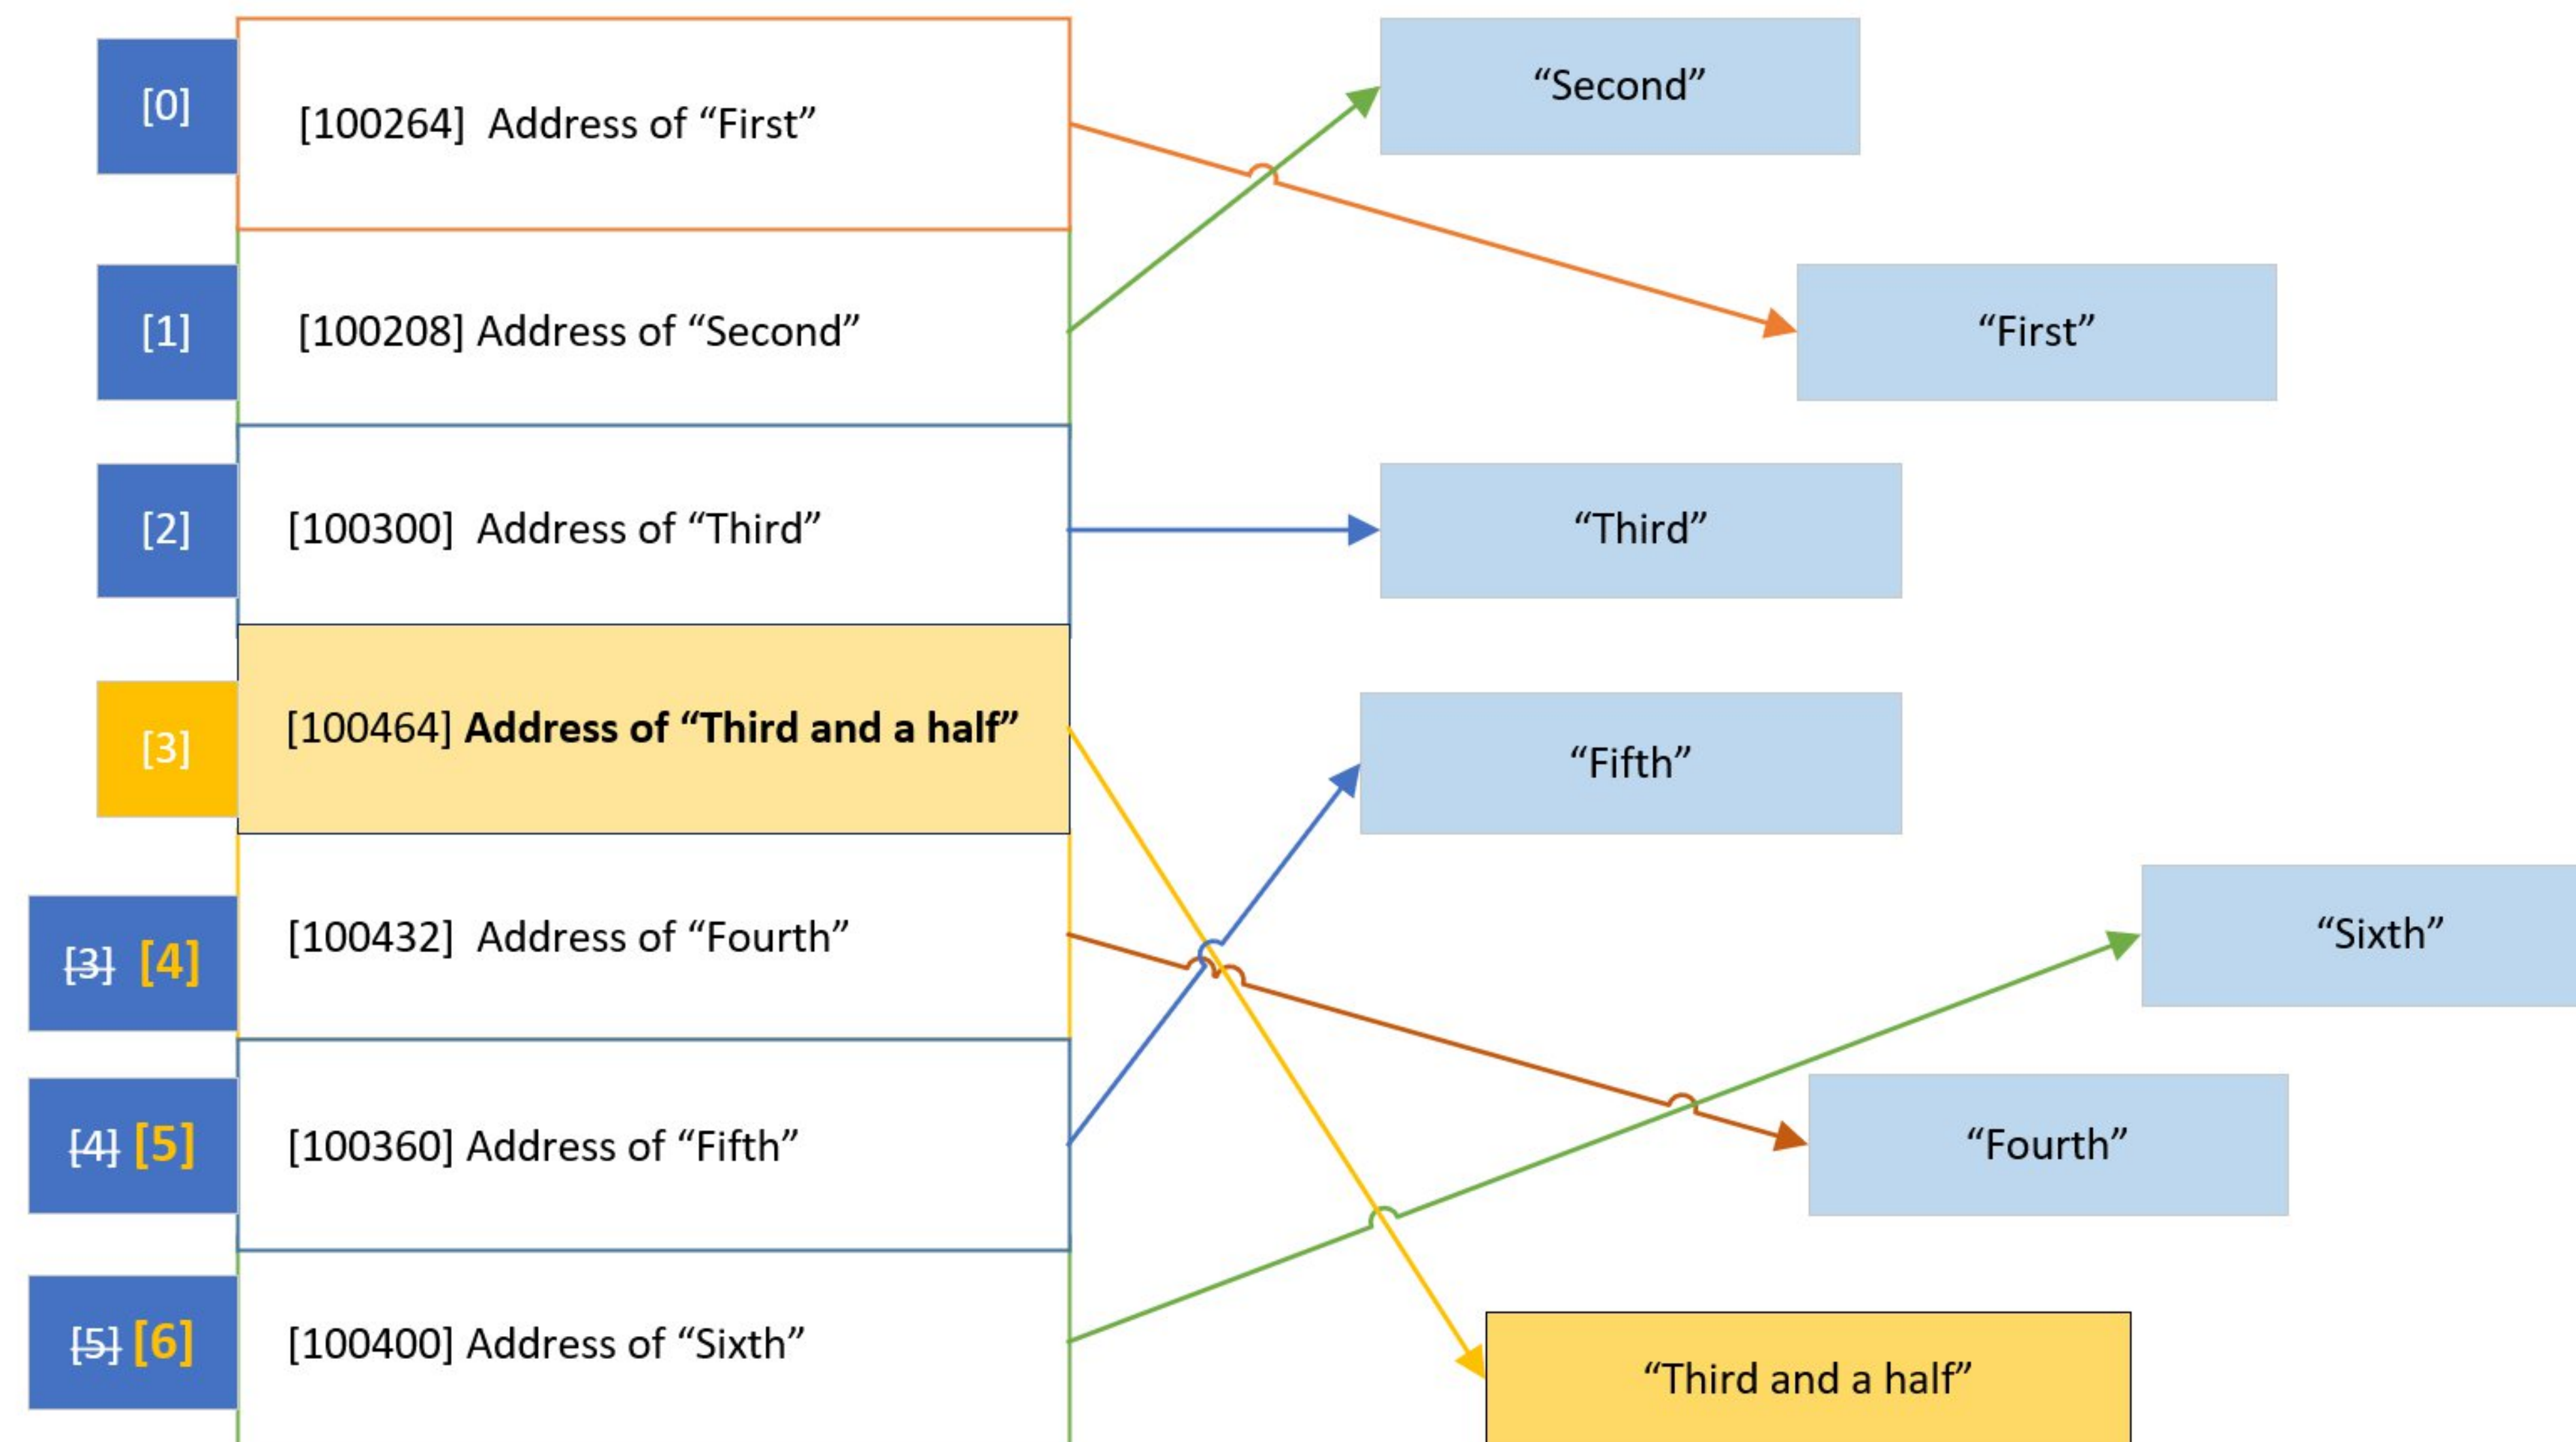 [0]
[100264] Address of “First”
“Second”
[1]
[100208] Address of “Second”
“First”
[2]
[100300] Address of “Third”
“Third”
[3]
[100464] Address of “Third and a half”
“Fifth”
[3] [4]
[100432] Address of “Fourth”
“Sixth”
[4] [5]
[100360] Address of “Fifth”
“Fourth”
[5] [6]
[100400] Address of “Sixth”
“Third and a half”